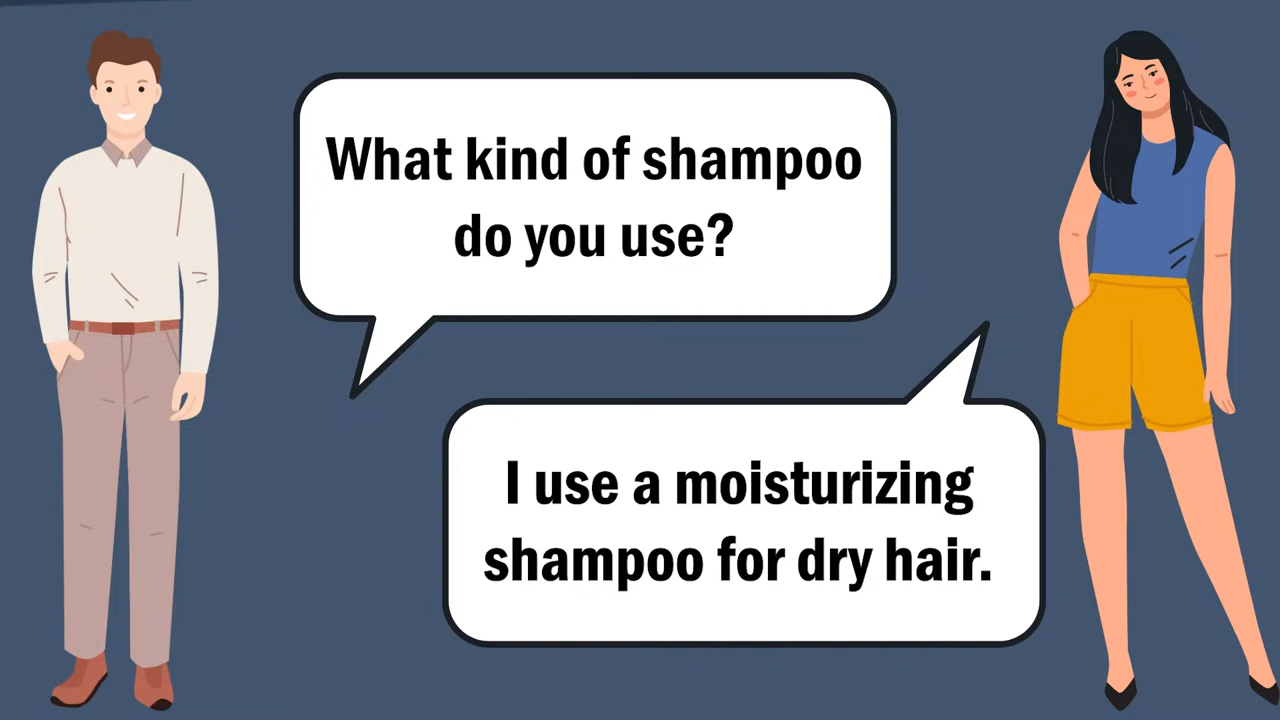 What kind of shampoo
do you use?
I use a moisturizing
shampoo for dry hair.